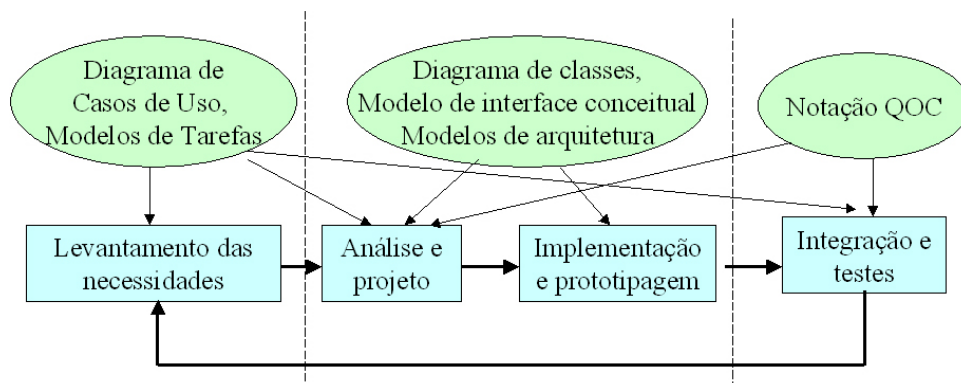 Diagrama de
Casos de Uso,
Modelos de Tarefas
Diagrama de classes,
Modelo de interface conceitual
Modelos de arquitetura
Notação QOC
Levantamento das
necessidades
Análise e
projeto
Implementação
e prototipagem
Integração e
testes